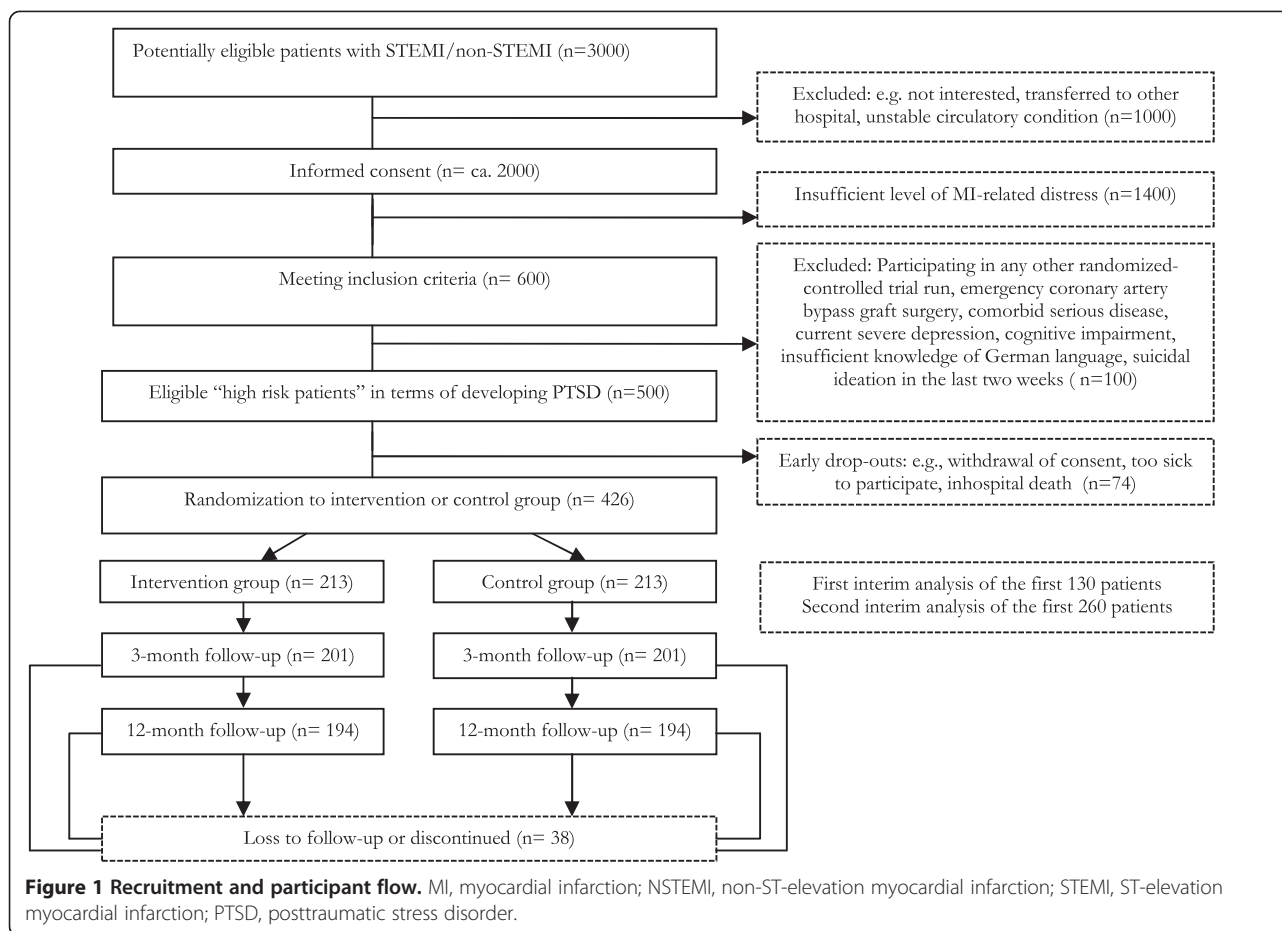 Potentially eligible patients with STEMI/non-STEMI (n=3000)
Excluded: e.g. not interested, transferred to other
hospital, unstable circulatory condition (n=1000)
Informed consent (n= ca. 2000)
Insufficient level of MI-related distress (n=1400)
Meeting inclusion criteria (n= 600)
Excluded: Participating in any other randomized-
controlled trial run, emergency coronary artery
bypass graft surgery, comorbid serious disease,
current severe depression, cognitive impairment,
insufficient knowledge of German language, suicidal
ideation in the last two weeks ( n=100)
Eligible “high risk patients” in terms of developing PTSD (n=500)
Early drop-outs: e.g., withdrawal of consent, too sick
to participate, inhospital death (n=74)
Randomization to intervention or control group (n= 426)
Intervention group (n= 213)
Control group (n= 213)
First interim analysis of the first 130 patients
Second interim analysis of the first 260 patients
3-month follow-up (n= 201)
3-month follow-up (n= 201)
12-month follow-up (n= 194)
12-month follow-up (n= 194)
Loss to follow-up or discontinued (n= 38)
Figure 1 Recruitment and participant flow. MI, myocardial infarction; NSTEMI, non-ST-elevation myocardial infarction; STEMI, ST-elevation
myocardial infarction; PTSD, posttraumatic stress disorder.